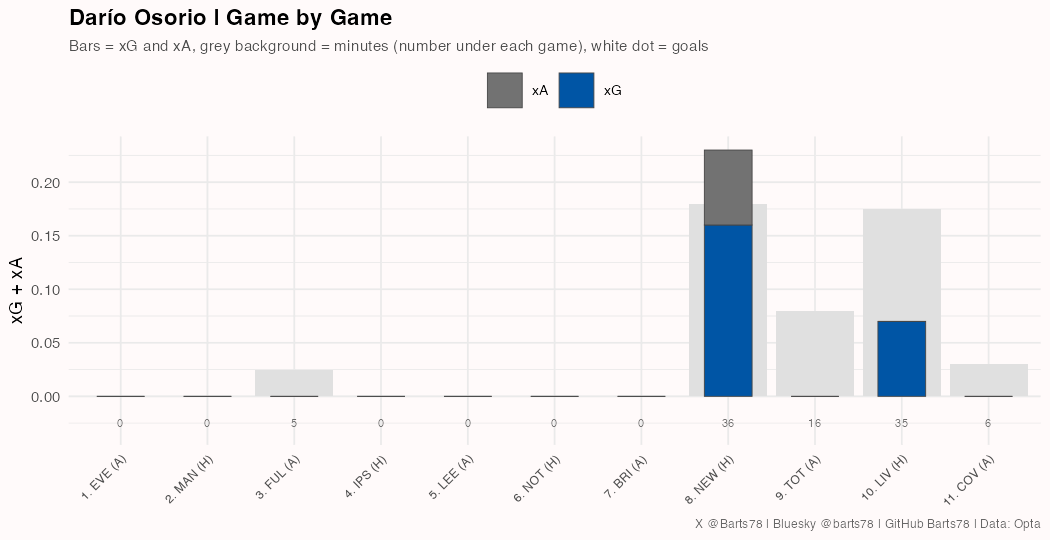 Darío Osorio | Game by Game
Bars = xG and xA, grey background = minutes (number under each game), white dot = goals
xA xG
xG + xA
0.20
0.15
0.10
0.05
0.00
0 0 5 0 0 0 0 36 16 35 6
1. EVE (A) 2. MAN (H) 3. FUL (A) 4. IPS (H) 5. LEE (A) 6. NOT (H) 7. BRI (A) 8. NEW (H) 9. TOT (A) 10. LIV (H) 11. COV (A)
X @Barts78 | Bluesky @barts78 | GitHub Barts78 | Data: Opta